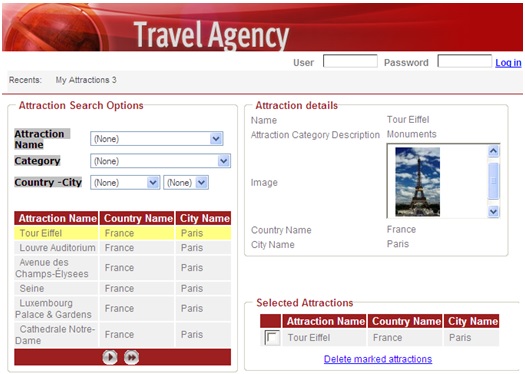 Travel Agency
User Password Log in
Recents: My Attractions 3
Attraction Search Options
Attraction Name (None)
Category (None)
Country -City (None) (None)
Attraction Name Country Name City Name
Tour Eiffel France Paris
Louvre Auditorium France Paris
Avenue des Champs-Élysees France Paris
Seine France Paris
Luxembourg Palace & Gardens France Paris
Cathedrale Notre-Dame France Paris
Attraction details
Name Tour Eiffel
Attraction Category Description Monuments
Image
Country Name France
City Name Paris
Selected Attractions
Attraction Name Country Name City Name
Tour Eiffel France Paris
Delete marked attractions